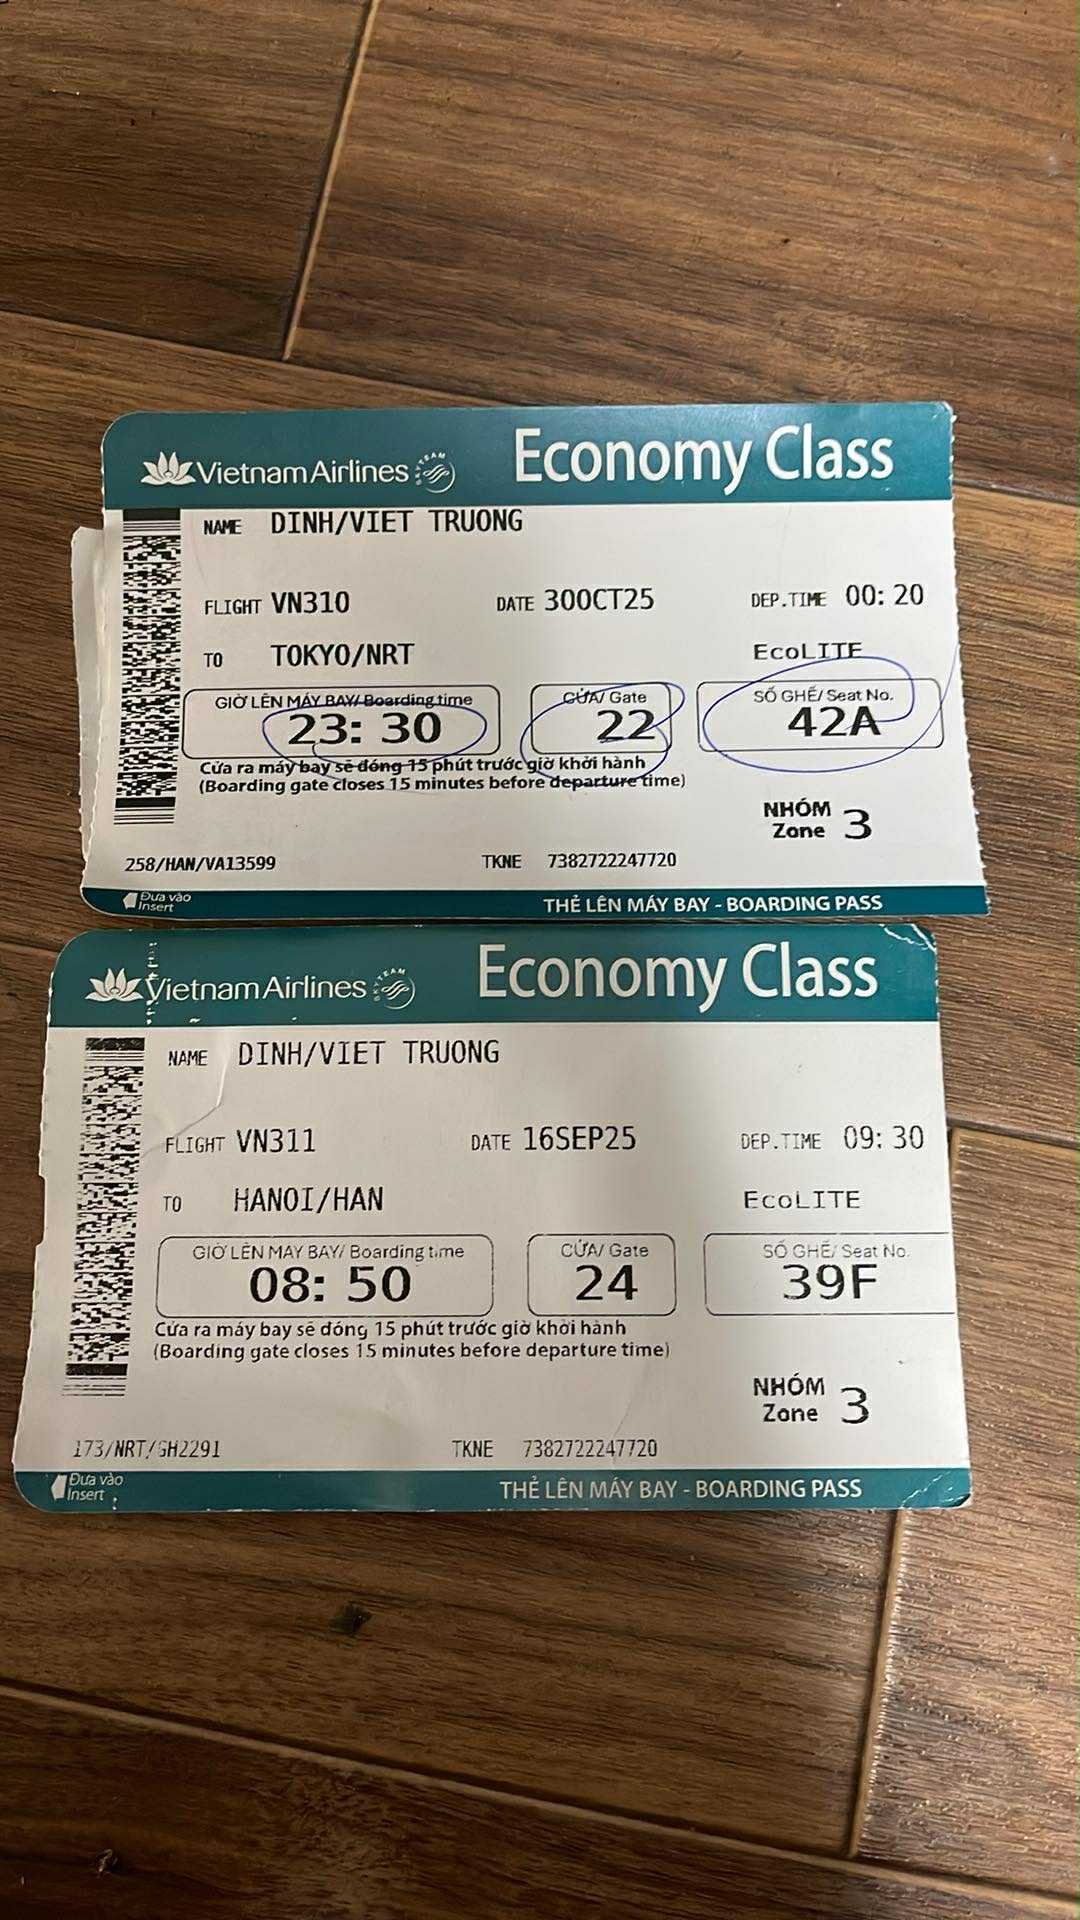 VietnamAirlines SKYTEAM Economy Class
NAME DINH/VIET TRUONG
FLIGHT VN310 DATE 30OCT25 DEP.TIME 00:20
TO TOKYO/NRT EcoLITE
GIỜ LÊN MÁY BAY/ Boarding time CỬA/ Gate SỐ GHẾ/ Seat No.
23:30 22 42A
Cửa ra máy bay sẽ đóng 15 phút trước giờ khởi hành
(Boarding gate closes 15 minutes before departure time)
NHÓM
Zone 3
258/HAN/VA13599 TKNE 7382722247720
Đưa vào
Insert
THẺ LÊN MÁY BAY - BOARDING PASS
VietnamAirlines SKYTEAM Economy Class
NAME DINH/VIET TRUONG
FLIGHT VN311 DATE 16SEP25 DEP.TIME 09:30
TO HANOI/HAN EcoLITE
GIỜ LÊN MÁY BAY/ Boarding time CỬA/ Gate SỐ GHẾ/ Seat No.
08:50 24 39F
Cửa ra máy bay sẽ đóng 15 phút trước giờ khởi hành
(Boarding gate closes 15 minutes before departure time)
NHÓM
Zone 3
173/NRT/GH2291 TKNE 7382722247720
Đưa vào
Insert
THẺ LÊN MÁY BAY - BOARDING PASS